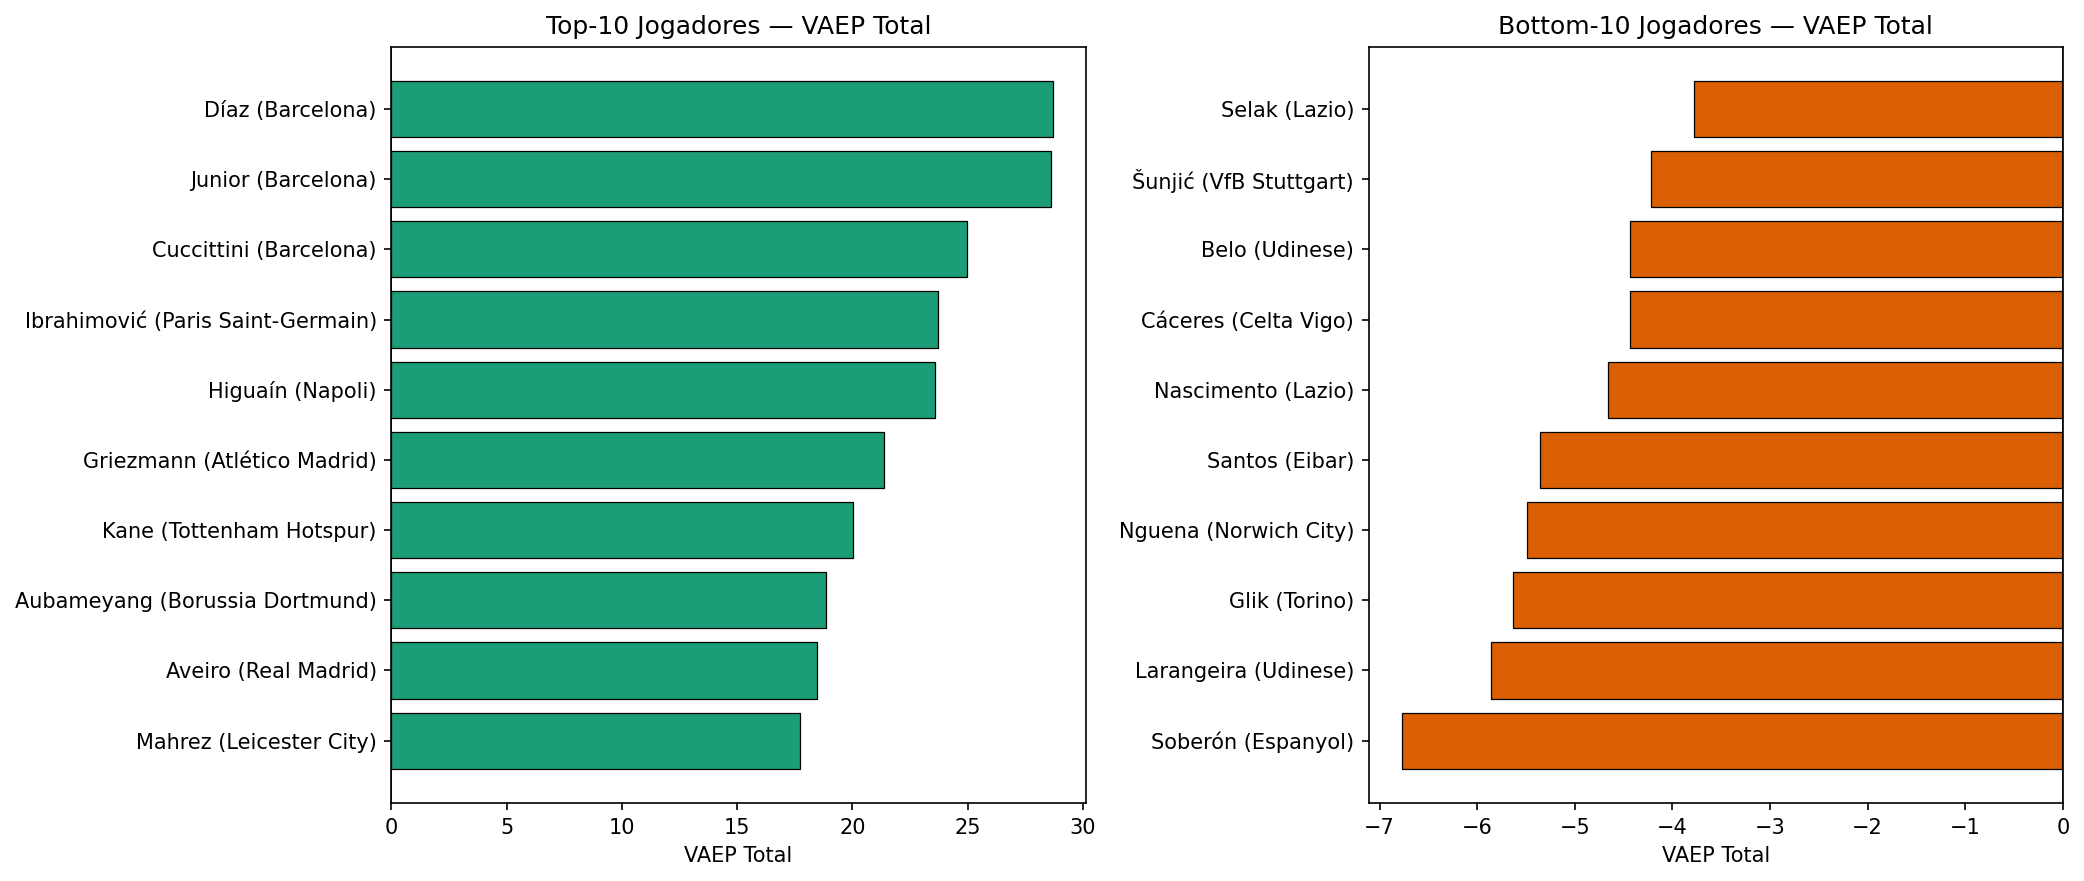 Top-10 Jogadores — VAEP Total
Díaz (Barcelona)
Junior (Barcelona)
Cuccittini (Barcelona)
Ibrahimović (Paris Saint-Germain)
Higuaín (Napoli)
Griezmann (Atlético Madrid)
Kane (Tottenham Hotspur)
Aubameyang (Borussia Dortmund)
Aveiro (Real Madrid)
Mahrez (Leicester City)
0 5 10 15 20 25 30
VAEP Total
Bottom-10 Jogadores — VAEP Total
Selak (Lazio)
Šunjić (VfB Stuttgart)
Belo (Udinese)
Cáceres (Celta Vigo)
Nascimento (Lazio)
Santos (Eibar)
Nguena (Norwich City)
Glik (Torino)
Larangeira (Udinese)
Soberón (Espanyol)
−7 −6 −5 −4 −3 −2 −1 0
VAEP Total